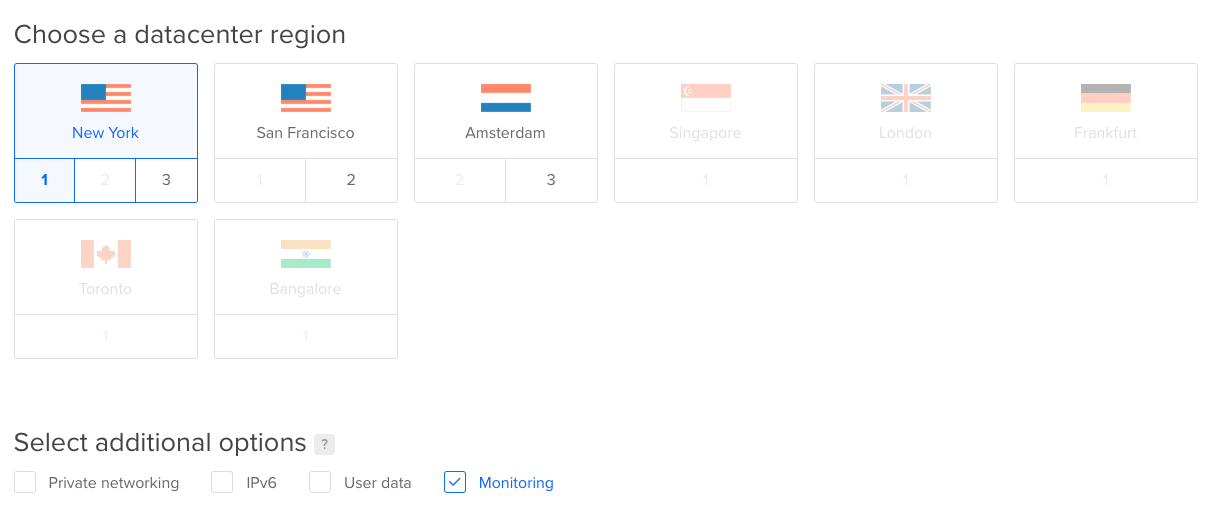 Choose a datacenter region
New York San Francisco Amsterdam Singapore London Frankfurt
1 2 3 1 2 2 3 1 1 1
Toronto Bangalore
1 1
Select additional options ?
Private networking IPv6 User data Monitoring